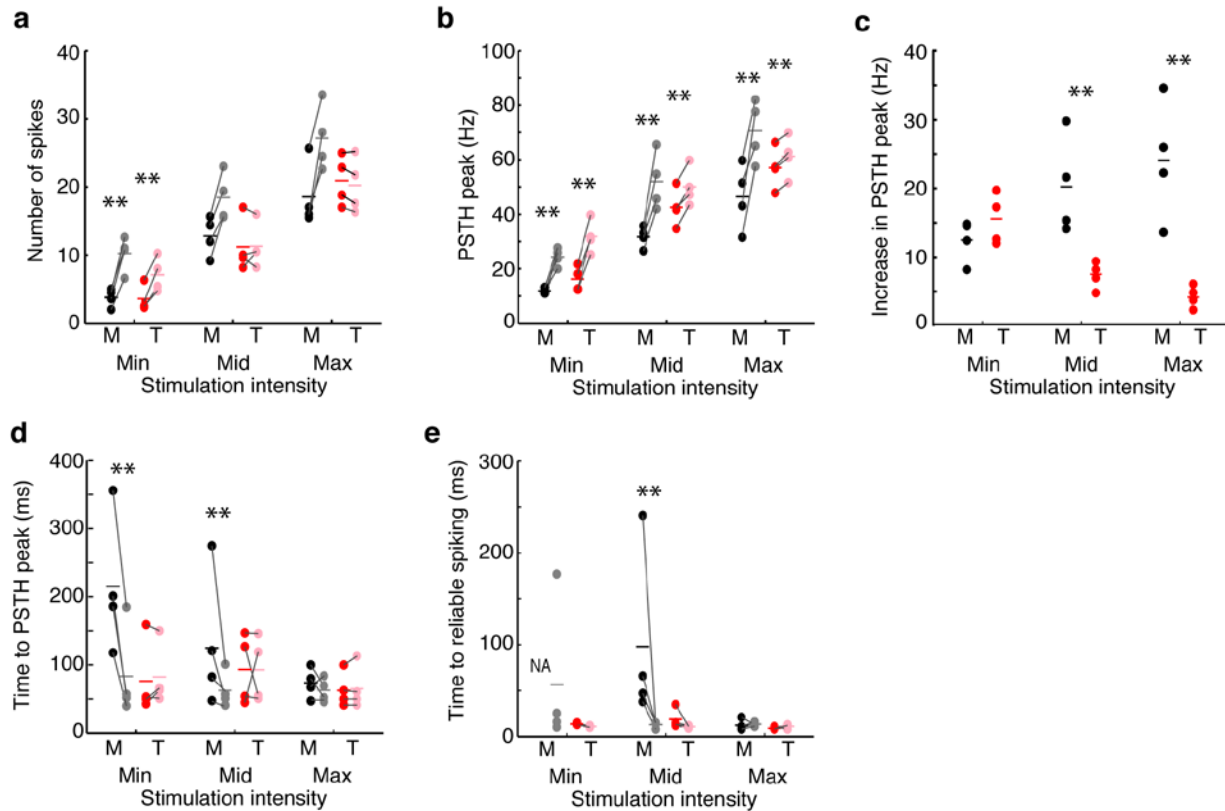 a
Number of spikes
40
30
20
10
0
** **
M T M T M T
Min Mid Max
Stimulation intensity
b
PSTH peak (Hz)
100
80
60
40
20
0
** ** ** ** ** **
M T M T M T
Min Mid Max
Stimulation intensity
c
Increase in PSTH peak (Hz)
40
30
20
10
0
** **
M T M T M T
Min Mid Max
Stimulation intensity
d
Time to PSTH peak (ms)
400
300
200
100
0
** **
M T M T M T
Min Mid Max
Stimulation intensity
e
Time to reliable spiking (ms)
300
200
100
0
NA
**
M T M T M T
Min Mid Max
Stimulation intensity